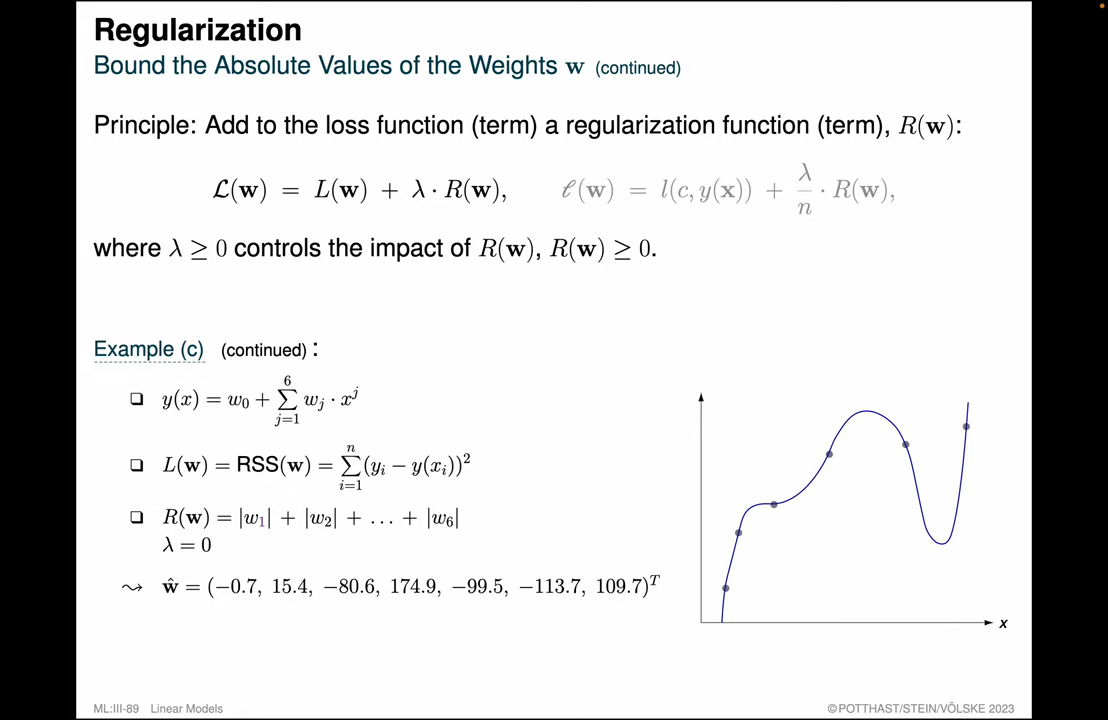 Regularization
Bound the Absolute Values of the Weights w (continued)
Principle: Add to the loss function (term) a regularization function (term), R(w):
ℒ(w) = L(w) + λ · R(w), ℓ(w) = l(c, y(x)) + λ/n · R(w),
where λ ≥ 0 controls the impact of R(w), R(w) ≥ 0.
Example (c) (continued) :
❑ y(x) = w₀ + ∑_{j=1}^{6} w_j · x^j
❑ L(w) = RSS(w) = ∑_{i=1}^{n} (y_i − y(x_i))²
❑ R(w) = |w₁| + |w₂| + … + |w₆|
λ = 0
⇝ ŵ = (−0.7, 15.4, −80.6, 174.9, −99.5, −113.7, 109.7)^T
x
ML:III-89 Linear Models
©POTTHAST/STEIN/VÖLSKE 2023